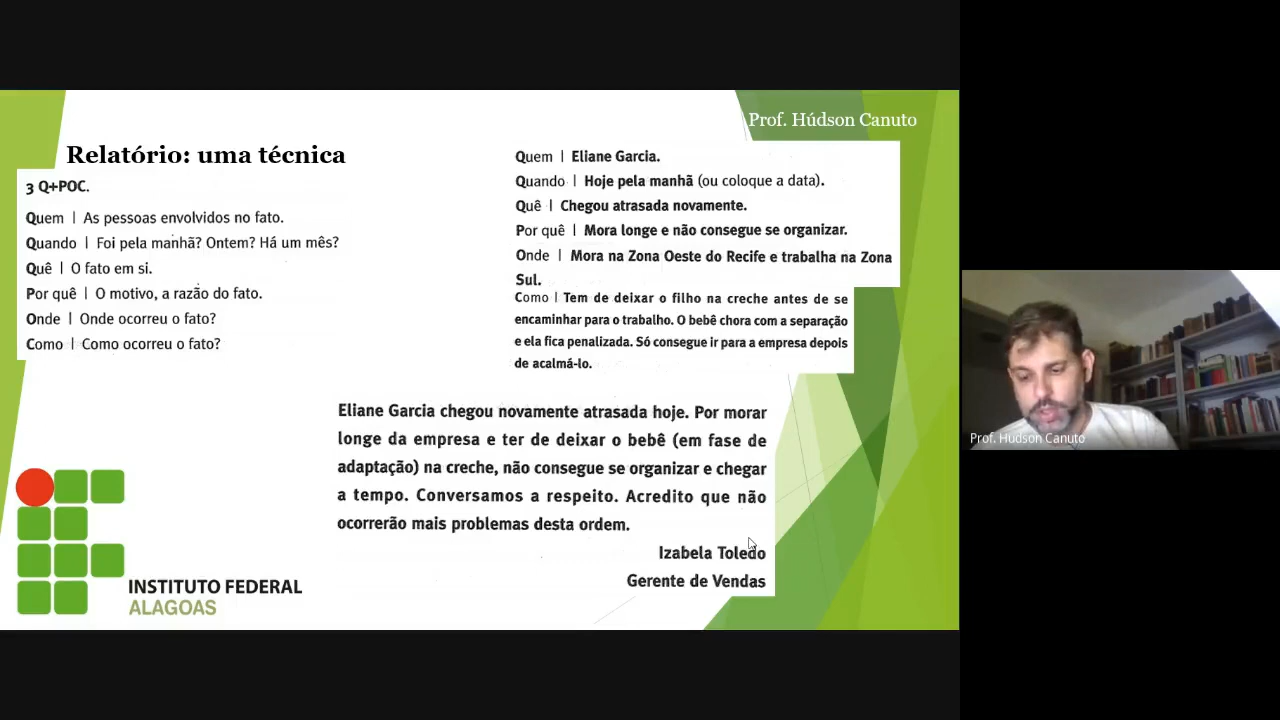 Prof. Húdson Canuto
Relatório: uma técnica
3 Q+POC.
Quem | As pessoas envolvidos no fato.
Quando | Foi pela manhã? Ontem? Há um mês?
Quê | O fato em si.
Por quê | O motivo, a razão do fato.
Onde | Onde ocorreu o fato?
Como | Como ocorreu o fato?
Quem | Eliane Garcia.
Quando | Hoje pela manhã (ou coloque a data).
Quê | Chegou atrasada novamente.
Por quê | Mora longe e não consegue se organizar.
Onde | Mora na Zona Oeste do Recife e trabalha na Zona
Sul.
Como | Tem de deixar o filho na creche antes de se
encaminhar para o trabalho. O bebê chora com a separação
e ela fica penalizada. Só consegue ir para a empresa depois
de acalmá-lo.
Eliane Garcia chegou novamente atrasada hoje. Por morar
longe da empresa e ter de deixar o bebê (em fase de
adaptação) na creche, não consegue se organizar e chegar
a tempo. Conversamos a respeito. Acredito que não
ocorrerão mais problemas desta ordem.
Izabela Toledo
Gerente de Vendas
INSTITUTO FEDERAL
ALAGOAS
Prof. Hudson Canuto